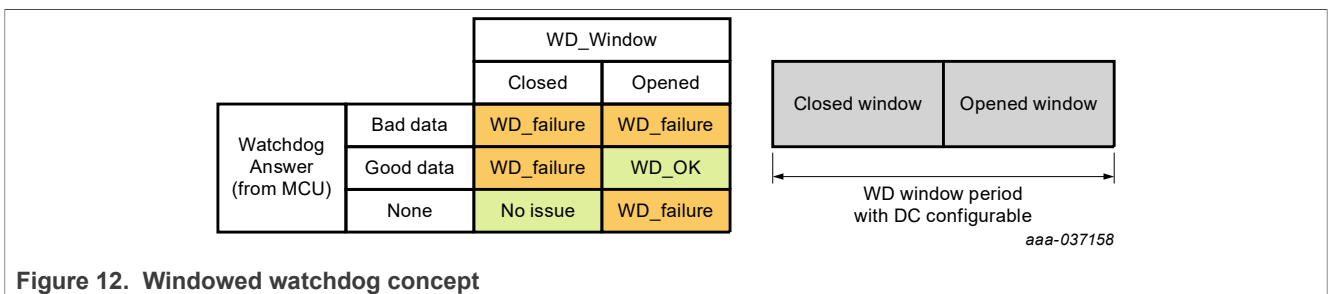 WD_Window
Closed Opened
Watchdog
Answer
(from MCU)
Bad data WD_failure WD_failure
Good data WD_failure WD_OK
None No issue WD_failure
Closed window Opened window
WD window period
with DC configurable
aaa-037158
Figure 12. Windowed watchdog concept